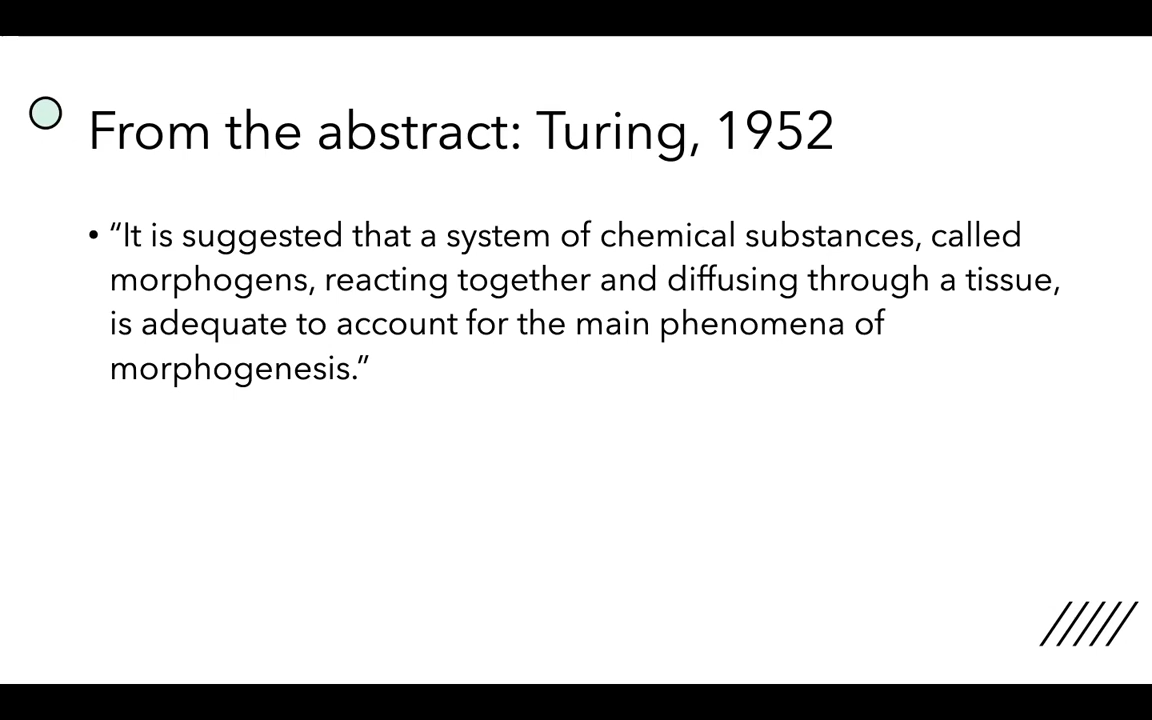 From the abstract: Turing, 1952
• “It is suggested that a system of chemical substances, called
morphogens, reacting together and diffusing through a tissue,
is adequate to account for the main phenomena of
morphogenesis.”